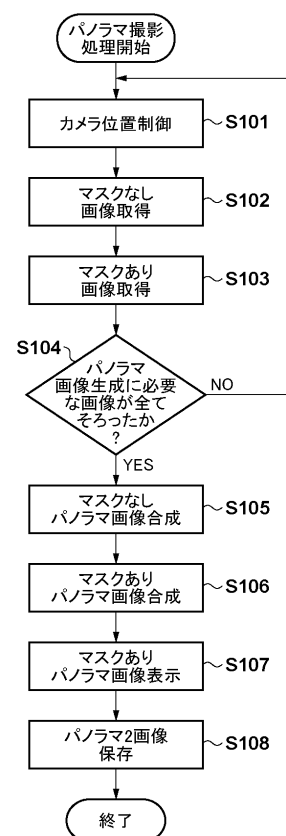 パノラマ撮影
処理開始
カメラ位置制御
S101
マスクなし
画像取得
S102
マスクあり
画像取得
S103
S104
パノラマ
画像生成に必要
な画像が全て
そろったか
?
NO
YES
マスクなし
パノラマ画像合成
S105
マスクあり
パノラマ画像合成
S106
マスクあり
パノラマ画像表示
S107
パノラマ2画像
保存
S108
終了